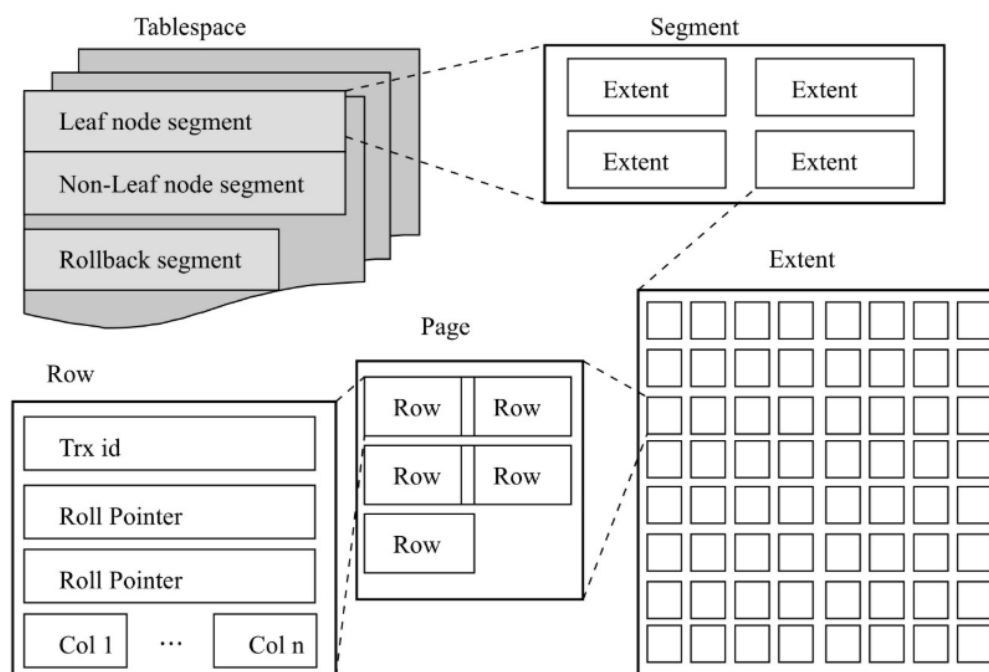 Tablespace
Leaf node segment
Non-Leaf node segment
Rollback segment
Segment
Extent Extent
Extent Extent
Extent
Page
Row Row
Row Row
Row
Row
Trx id
Roll Pointer
Roll Pointer
Col 1 ... Col n